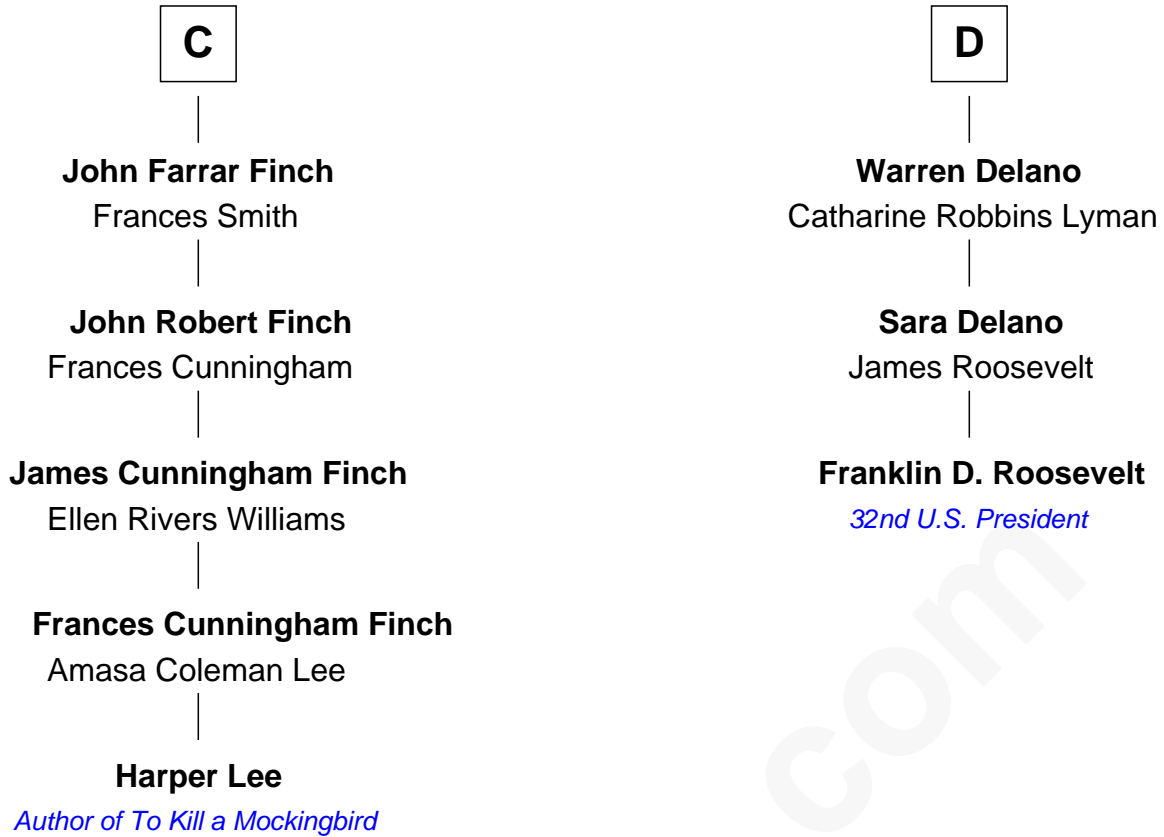 C
John Farrar Finch
Frances Smith
John Robert Finch
Frances Cunningham
James Cunningham Finch
Ellen Rivers Williams
Frances Cunningham Finch
Amasa Coleman Lee
Harper Lee
Author of To Kill a Mockingbird
D
Warren Delano
Catharine Robbins Lyman
Sara Delano
James Roosevelt
Franklin D. Roosevelt
32nd U.S. President
com